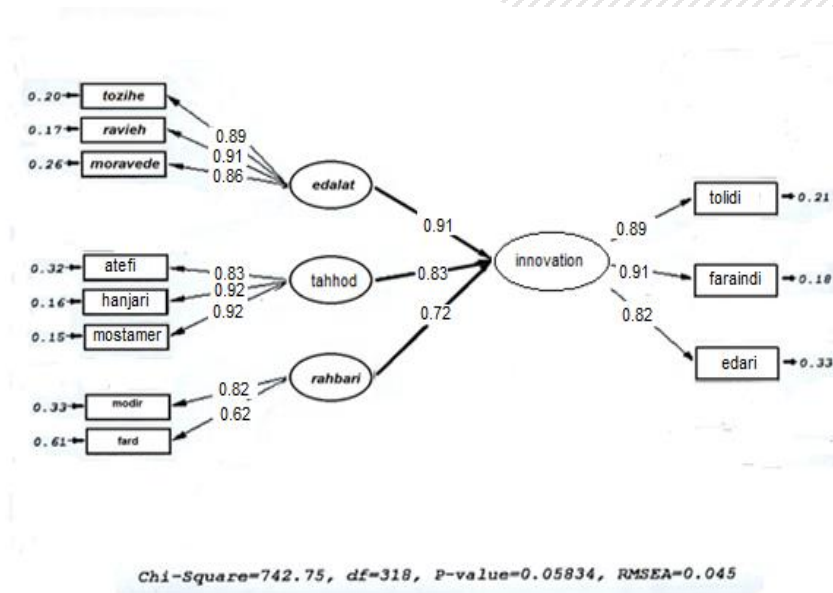 0.20 tozihe
0.89
0.17 ravieh
0.91
0.26 moravede
0.86
edalat
0.91
tolidi 0.21
0.89
0.32 atefi
0.83
0.16 hanjari
0.92
0.15 mostamer
0.92
tahhod
0.83
innovation
0.91
faraindi 0.18
0.72
0.82
edari 0.33
rahbari
0.33 modir
0.82
0.61 fard
0.62
Chi-Square=742.75, df=318, P-value=0.05834, RMSEA=0.045